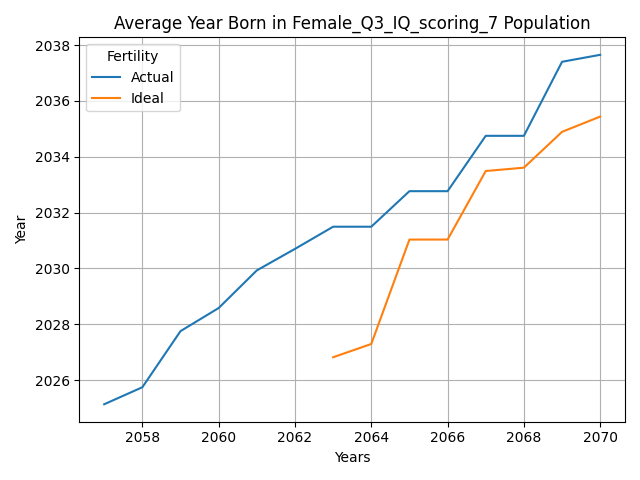 Average Year Born in Female_Q3_IQ_scoring_7 Population
Fertility
Actual
Ideal
Year
2038
2036
2034
2032
2030
2028
2026
2058 2060 2062 2064 2066 2068 2070
Years